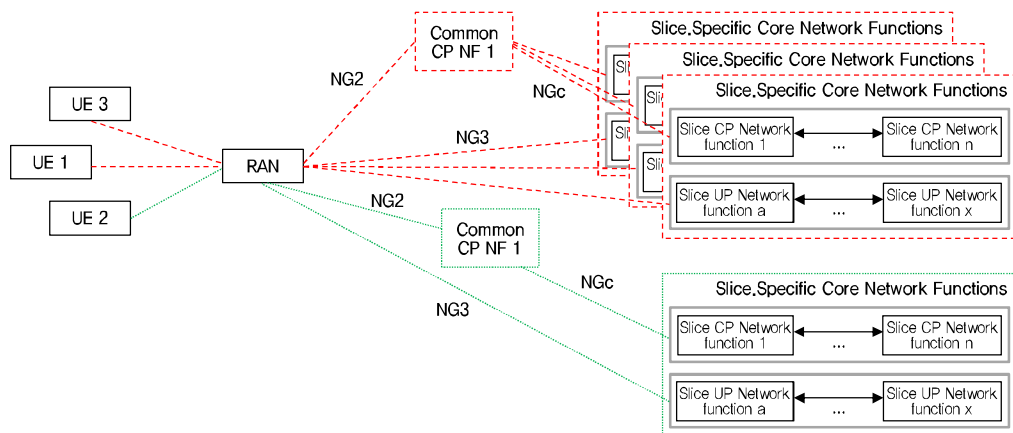 Slice.Specific Core Network Functions
Slice.Specific Core Network Functions
Slice.Specific Core Network Functions
Common
CP NF 1
NG2
NGc
Slice CP Network
function 1
...
Slice CP Network
function n
UE 3
UE 1
UE 2
RAN
NG3
Slice UP Network
function a
...
Slice UP Network
function x
NG2
Common
CP NF 1
NGc
NG3
Slice.Specific Core Network Functions
Slice CP Network
function 1
...
Slice CP Network
function n
Slice UP Network
function a
...
Slice UP Network
function x